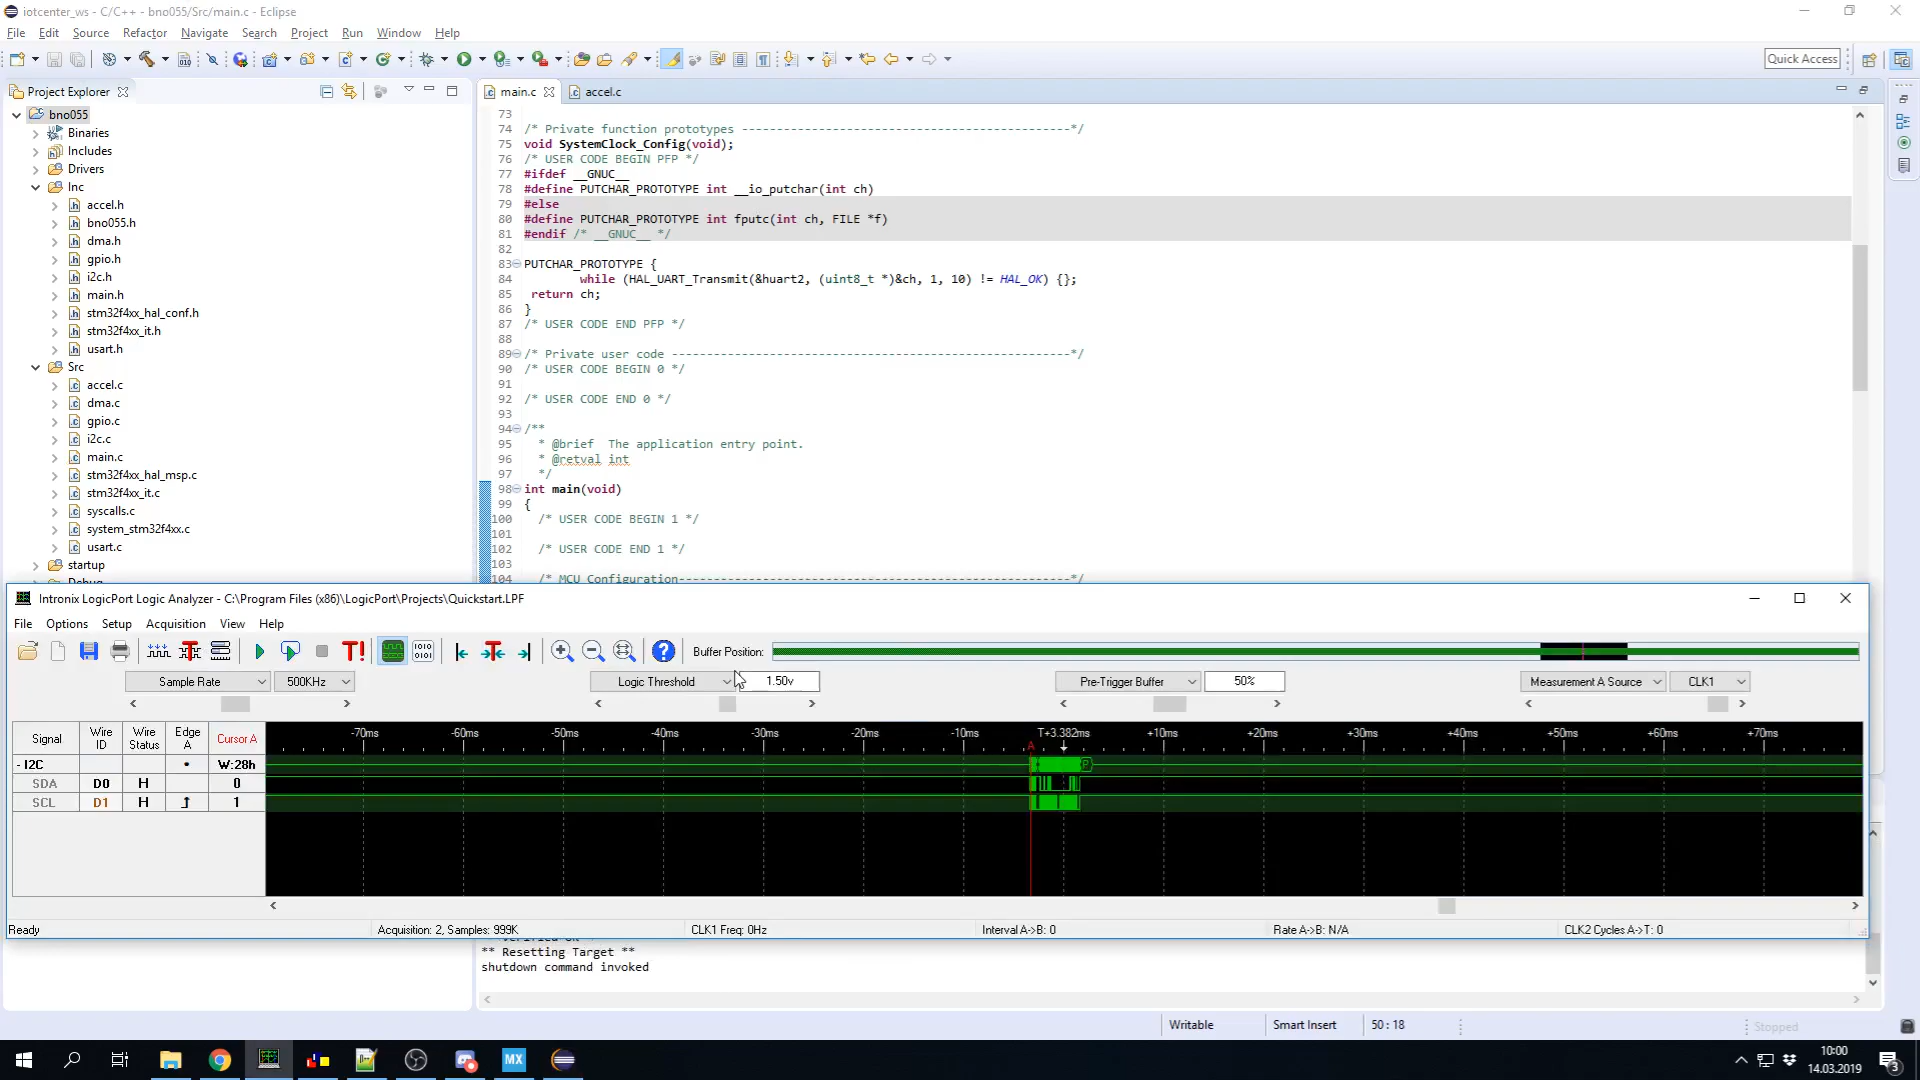 iotcenter_ws - C/C++ - bno055/Src/main.c - Eclipse
File Edit Source Refactor Navigate Search Project Run Window Help
Quick Access
Project Explorer
main.c
accel.c
bno055
Binaries
Includes
Drivers
Inc
accel.h
bno055.h
dma.h
gpio.h
i2c.h
main.h
stm32f4xx_hal_conf.h
stm32f4xx_it.h
usart.h
Src
accel.c
dma.c
gpio.c
i2c.c
main.c
stm32f4xx_hal_msp.c
stm32f4xx_it.c
syscalls.c
system_stm32f4xx.c
usart.c
startup
Debug
73
74 /* Private function prototypes -----------------------------------------------*/
75 void SystemClock_Config(void);
76 /* USER CODE BEGIN PFP */
77 #ifdef __GNUC__
78 #define PUTCHAR_PROTOTYPE int __io_putchar(int ch)
79 #else
80 #define PUTCHAR_PROTOTYPE int fputc(int ch, FILE *f)
81 #endif /* __GNUC__ */
82
83 PUTCHAR_PROTOTYPE {
84 while (HAL_UART_Transmit(&huart2, (uint8_t *)&ch, 1, 10) != HAL_OK) {};
85 return ch;
86 }
87 /* USER CODE END PFP */
88
89 /* Private user code ---------------------------------------------------------*/
90 /* USER CODE BEGIN 0 */
91
92 /* USER CODE END 0 */
93
94 /**
95 * @brief  The application entry point.
96 * @retval int
97 */
98 int main(void)
99 {
100 /* USER CODE BEGIN 1 */
101
102 /* USER CODE END 1 */
103
104 /* MCU Configuration--------------------------------------------------------*/
Intronix LogicPort Logic Analyzer - C:\Program Files (x86)\LogicPort\Projects\Quickstart.LPF
File Options Setup Acquisition View Help
Buffer Position:
Sample Rate 500KHz Logic Threshold 1.50v Pre-Trigger Buffer 50% Measurement A Source CLK1
Signal Wire ID Wire Status Edge Cursor A
-70ms -60ms -50ms -40ms -30ms -20ms -10ms T+3.382ms +10ms +20ms +30ms +40ms +50ms +60ms +70ms
A
- I2C W:28h P
SDA D0 H 0
SCL D1 H 1
Ready Acquisition: 2, Samples: 999K CLK1 Freq: 0Hz Interval A->B: 0 Rate A->B: N/A CLK2 Cycles A->T: 0
** Resetting Target **
shutdown command invoked
Writable Smart Insert 50 : 18 Stopped
MX
10:00
14.03.2019
3